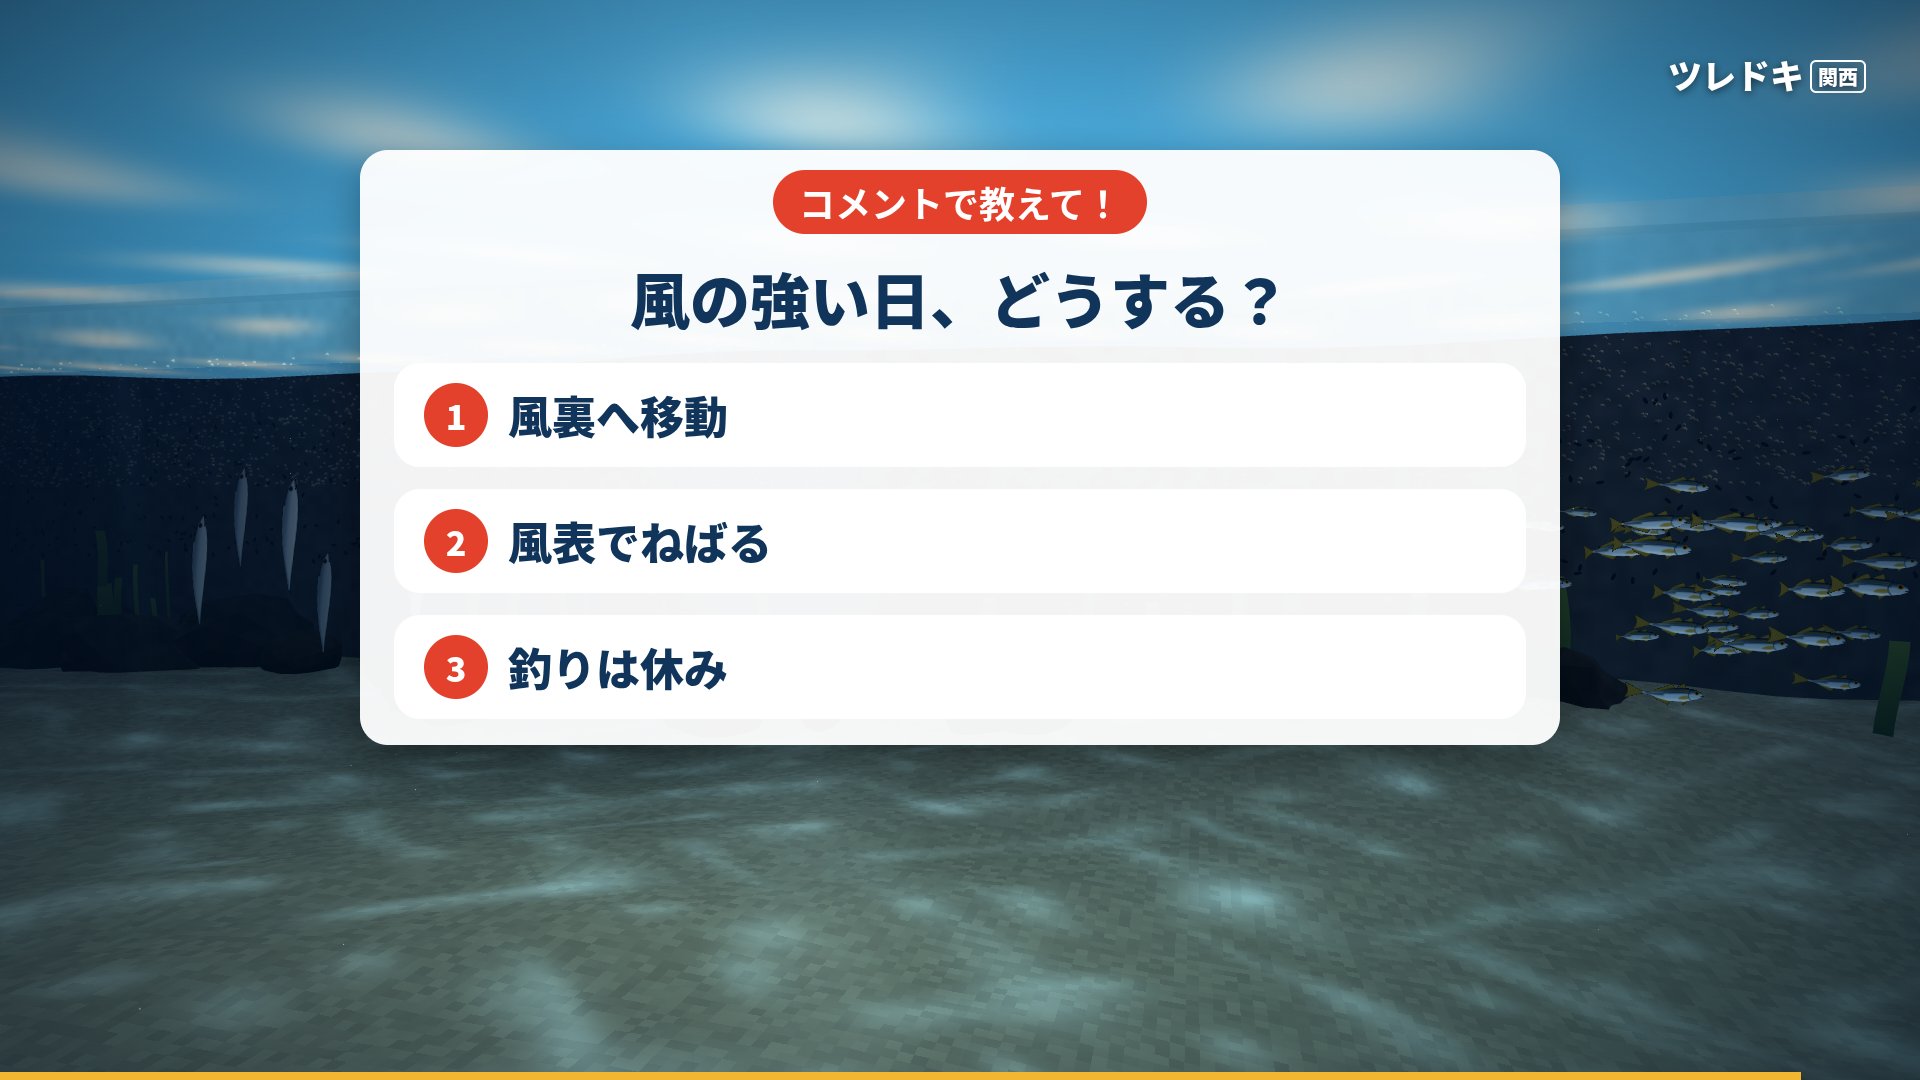 ツレドキ 関西
コメントで教えて！
風の強い日、どうする？
1 風裏へ移動
2 風表でねばる
3 釣りは休み